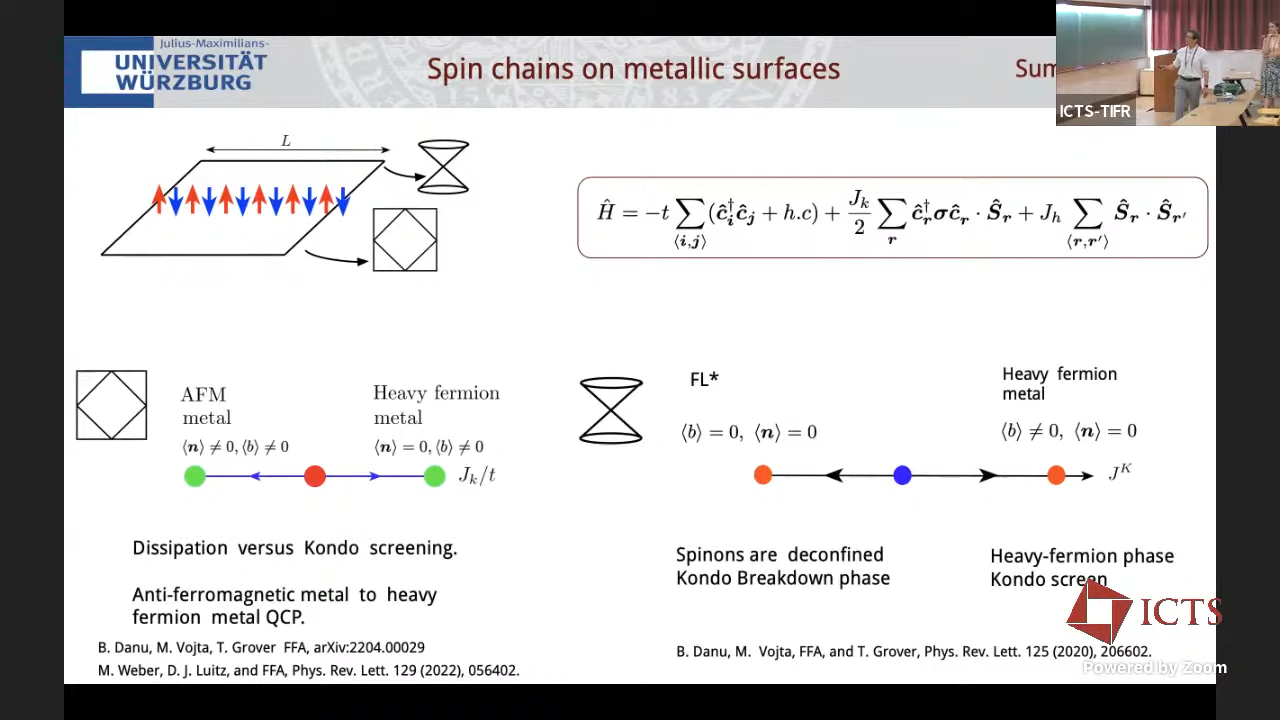 Julius-Maximilians-
UNIVERSITÄT
WÜRZBURG
Spin chains on metallic surfaces
Sum
ICTS-TIFR
L
Ĥ = −t ∑⟨i,j⟩ (ĉ†i ĉj + h.c) + Jk/2 ∑r ĉ†r σ ĉr · Ŝr + Jh ∑⟨r,r′⟩ Ŝr · Ŝr′
AFM
metal
⟨n⟩ ≠ 0, ⟨b⟩ ≠ 0
Heavy fermion
metal
⟨n⟩ = 0, ⟨b⟩ ≠ 0
Jk/t
FL*
⟨b⟩ = 0, ⟨n⟩ = 0
Heavy fermion
metal
⟨b⟩ ≠ 0, ⟨n⟩ = 0
J^K
Dissipation versus Kondo screening.
Anti-ferromagnetic metal to heavy
fermion metal QCP.
B. Danu, M. Vojta, T. Grover FFA, arXiv:2204.00029
M. Weber, D. J. Luitz, and FFA, Phys. Rev. Lett. 129 (2022), 056402.
Spinons are deconfined
Kondo Breakdown phase
Heavy-fermion phase
Kondo screen
B. Danu, M. Vojta, FFA, and T. Grover, Phys. Rev. Lett. 125 (2020), 206602.
ICTS
Powered by Zoom